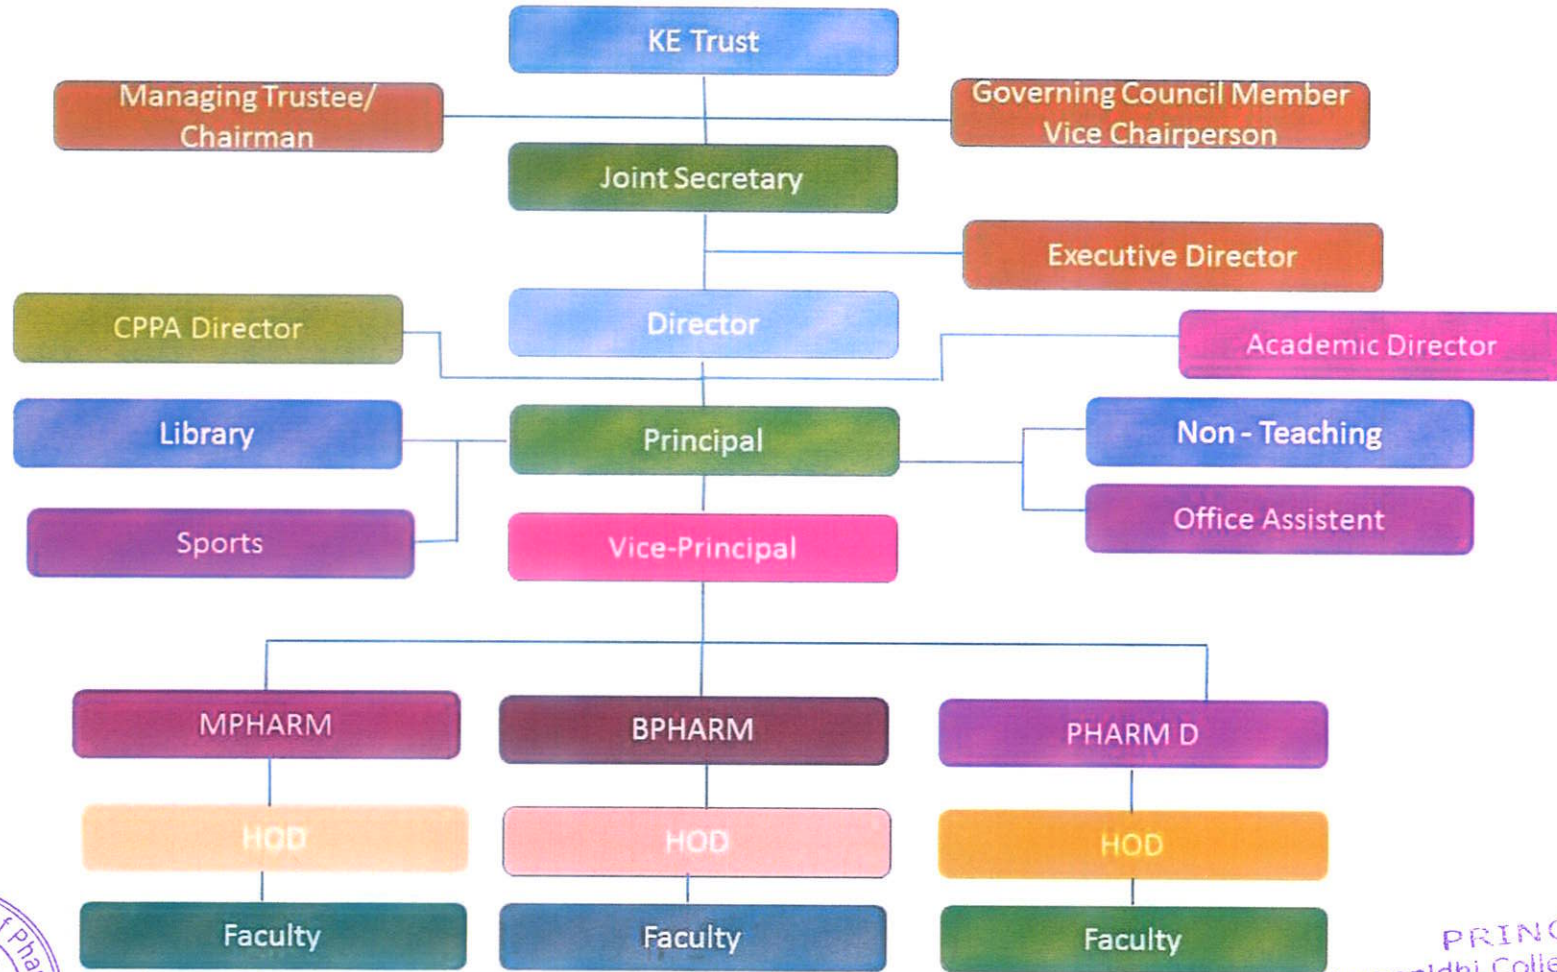 KE Trust
Managing Trustee/
Chairman
Governing Council Member
Vice Chairperson
Joint Secretary
Executive Director
CPPA Director
Director
Academic Director
Library
Principal
Non - Teaching
Sports
Vice-Principal
Office Assistent
MPHARM
BPHARM
PHARM D
HOD
HOD
HOD
Faculty
Faculty
Faculty